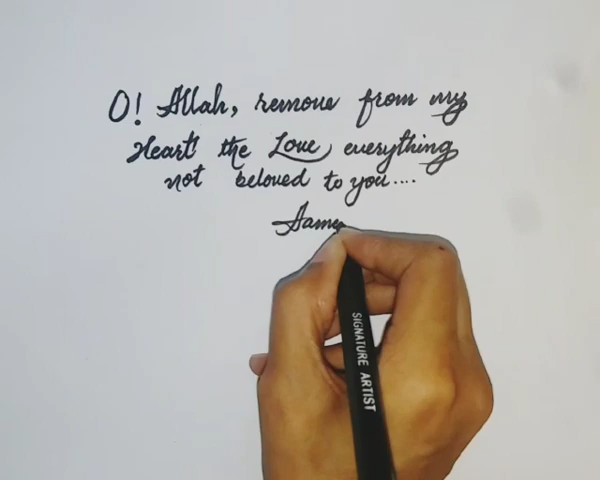 O! Allah, remove from my
Heart the Love everything
not beloved to you....
SIGNATURE ARTIST